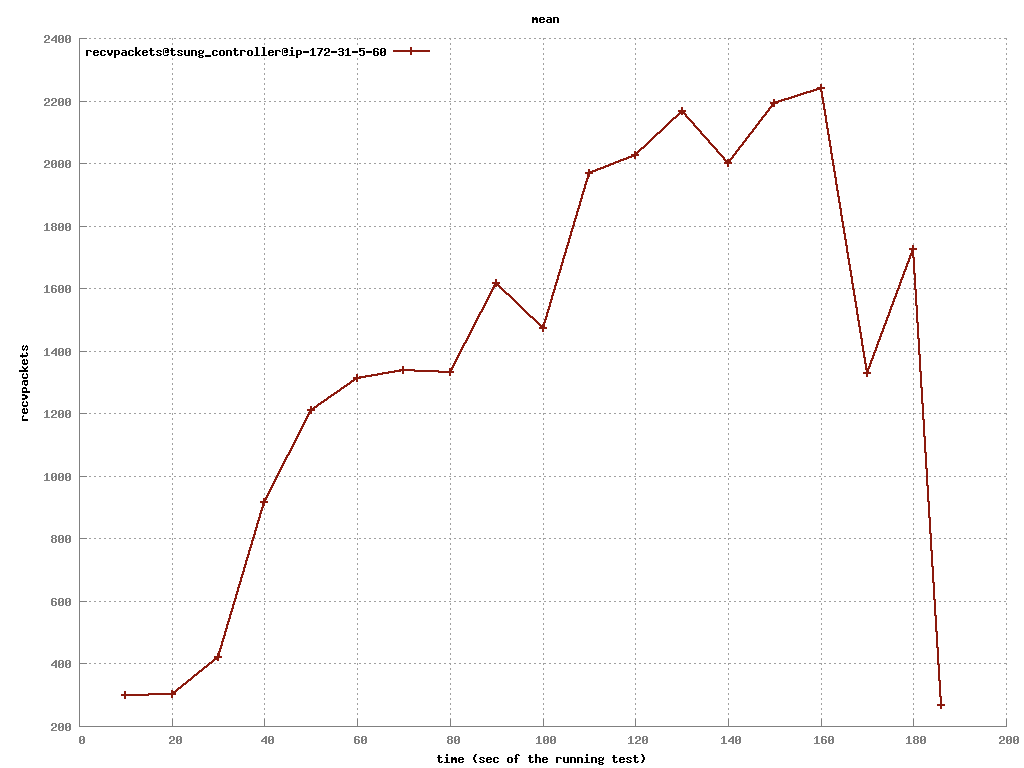 mean
2400
recvpackets@tsung_controller@ip-172-31-5-60
2200
2000
1800
1600
1400
recvpackets
1200
1000
800
600
400
200
0 20 40 60 80 100 120 140 160 180 200
time (sec of the running test)